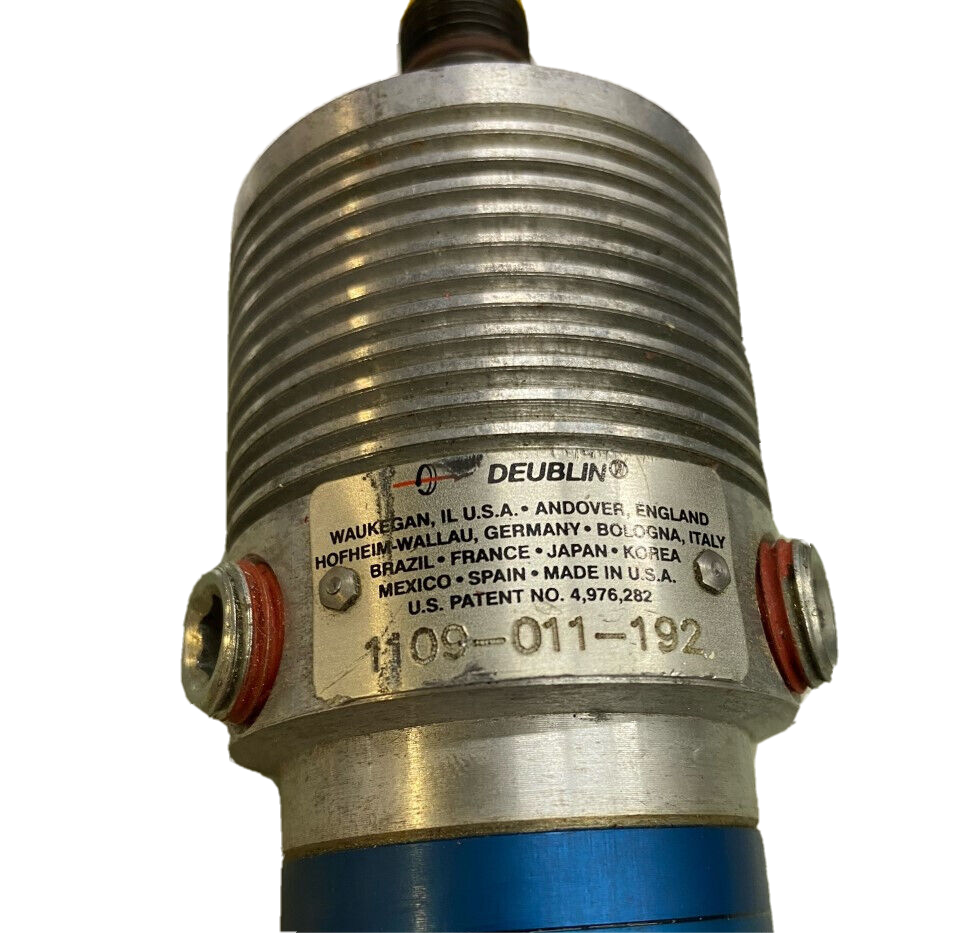 DEUBLIN®
WAUKEGAN, IL U.S.A. • ANDOVER, ENGLAND
HOFHEIM-WALLAU, GERMANY • BOLOGNA, ITALY
BRAZIL • FRANCE • JAPAN • KOREA
MEXICO • SPAIN • MADE IN U.S.A.
U.S. PATENT NO. 4,976,282
1109-011-192